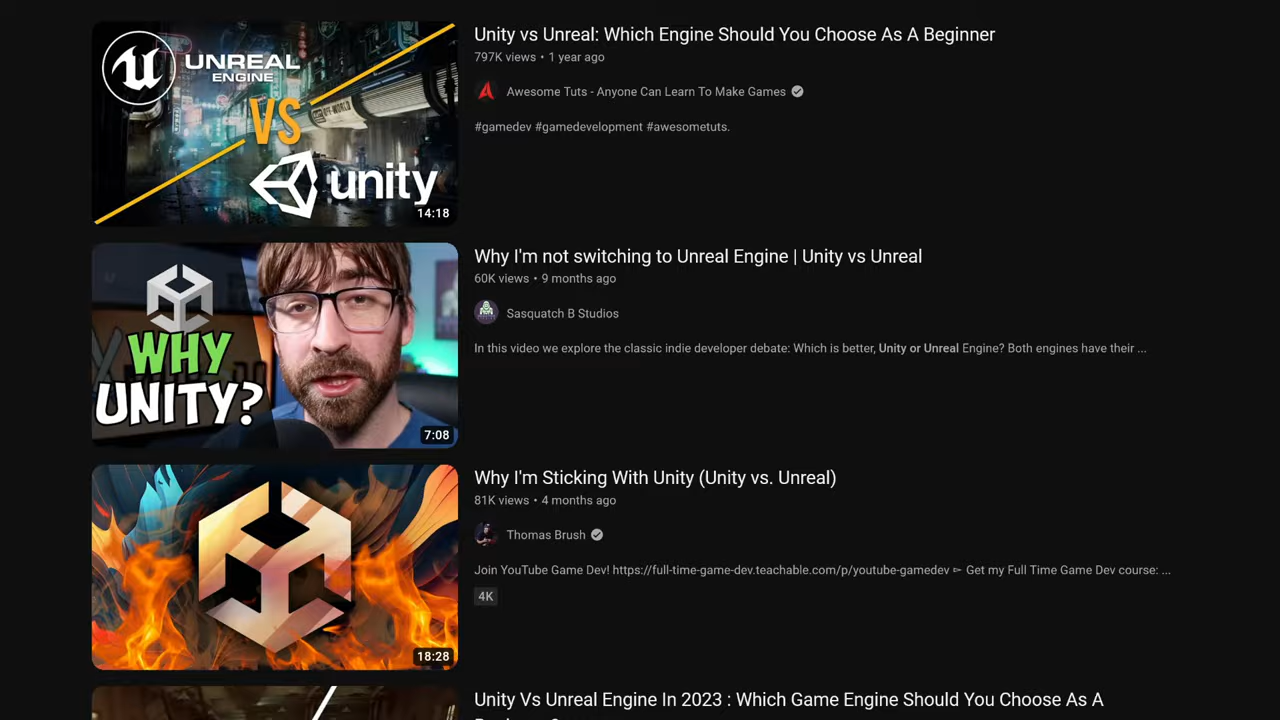 UNREAL
ENGINE
VS
OFF-WORLD
unity
14:18
Unity vs Unreal: Which Engine Should You Choose As A Beginner
797K views • 1 year ago
Awesome Tuts - Anyone Can Learn To Make Games
#gamedev #gamedevelopment #awesometuts.
WHY
UNITY?
7:08
Why I'm not switching to Unreal Engine | Unity vs Unreal
60K views • 9 months ago
Sasquatch B Studios
In this video we explore the classic indie developer debate: Which is better, Unity or Unreal Engine? Both engines have their ...
18:28
Why I'm Sticking With Unity (Unity vs. Unreal)
81K views • 4 months ago
Thomas Brush
Join YouTube Game Dev! https://full-time-game-dev.teachable.com/p/youtube-gamedev ► Get my Full Time Game Dev course: ...
4K
Unity Vs Unreal Engine In 2023 : Which Game Engine Should You Choose As A